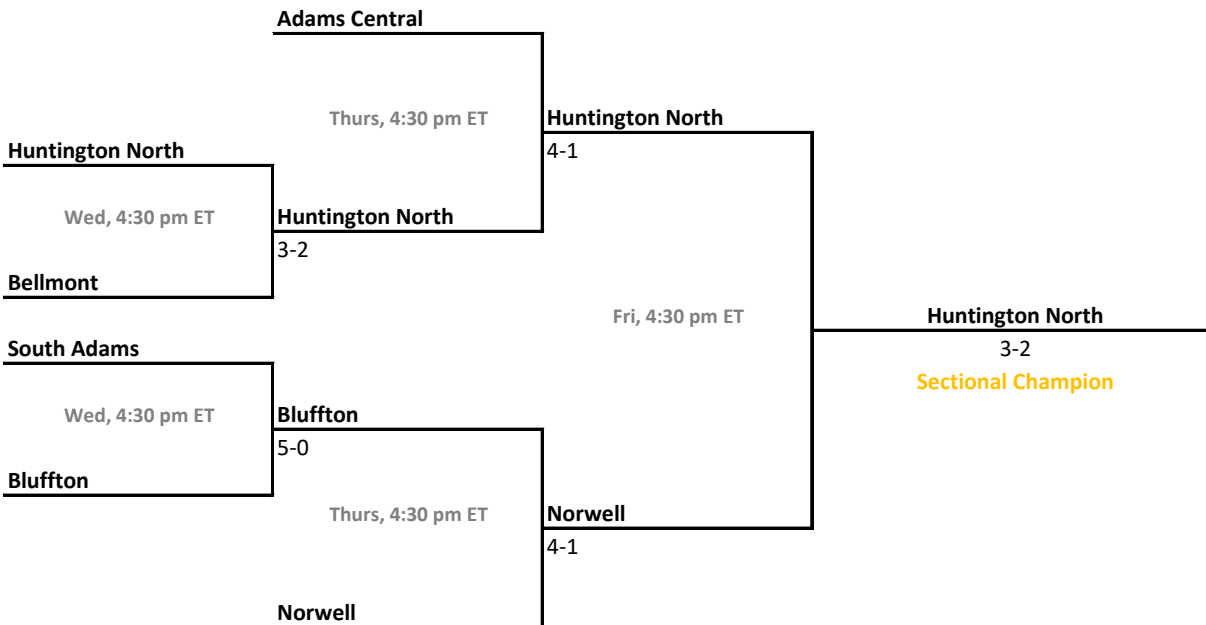 Adams Central
Thurs, 4:30 pm ET
Huntington North
4-1
Huntington North
Wed, 4:30 pm ET
Huntington North
3-2
Bellmont
Fri, 4:30 pm ET
Huntington North
3-2
Sectional Champion
South Adams
Wed, 4:30 pm ET
Bluffton
5-0
Bluffton
Thurs, 4:30 pm ET
Norwell
4-1
Norwell